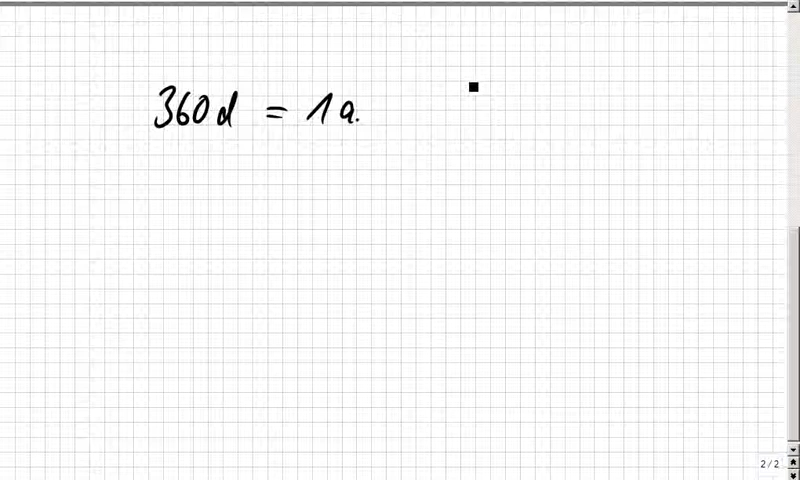 360d = 1a.
2/2